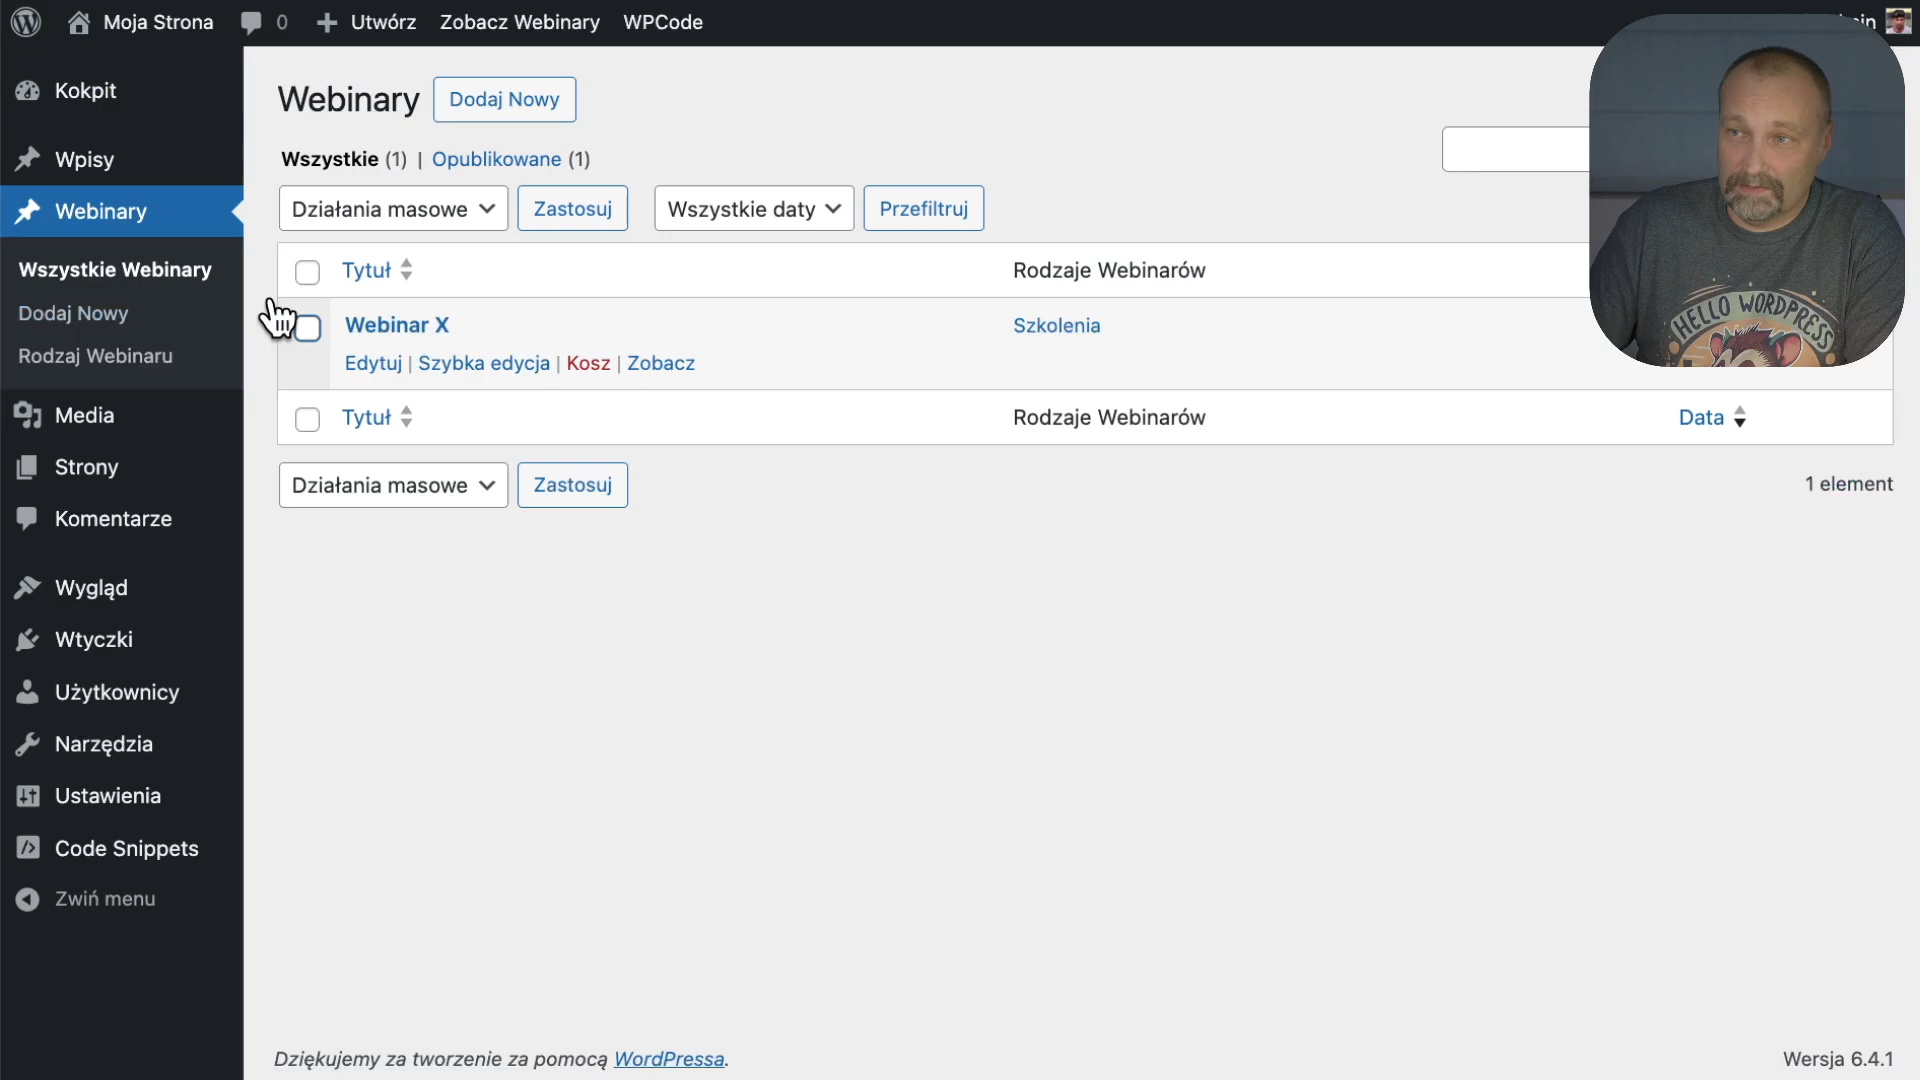 Moja Strona 0 Utwórz Zobacz Webinary WPCode
Kokpit
Wpisy
Webinary
Wszystkie Webinary
Dodaj Nowy
Rodzaj Webinaru
Media
Strony
Komentarze
Wygląd
Wtyczki
Użytkownicy
Narzędzia
Ustawienia
Code Snippets
Zwiń menu
Webinary Dodaj Nowy
Wszystkie (1) | Opublikowane (1)
Działania masowe Zastosuj Wszystkie daty Przefiltruj
Tytuł Rodzaje Webinarów
Webinar X Szkolenia
Edytuj | Szybka edycja | Kosz | Zobacz
Tytuł Rodzaje Webinarów Data
Działania masowe Zastosuj 1 element
Dziękujemy za tworzenie za pomocą WordPressa. Wersja 6.4.1
HELLO WORDPRESS